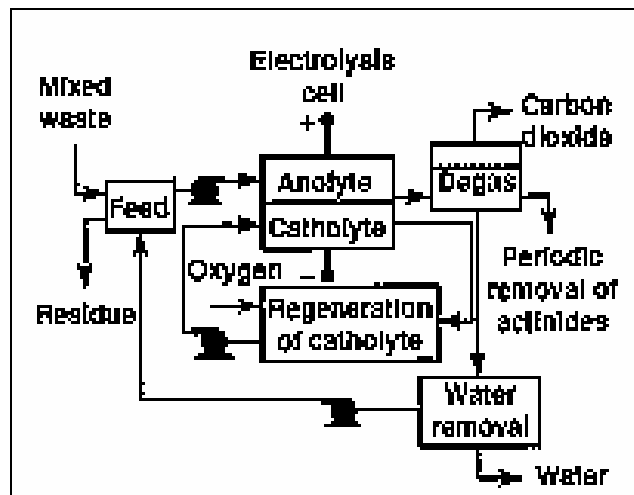 Electrolysis
cell
Mixed
waste
+
Carbon
dioxide
Anolyte
Degas
Feed
Catholyte
Oxygen
–
Periodic
removal of
actinides
Residue
Regeneration
of catholyte
Water
removal
Water